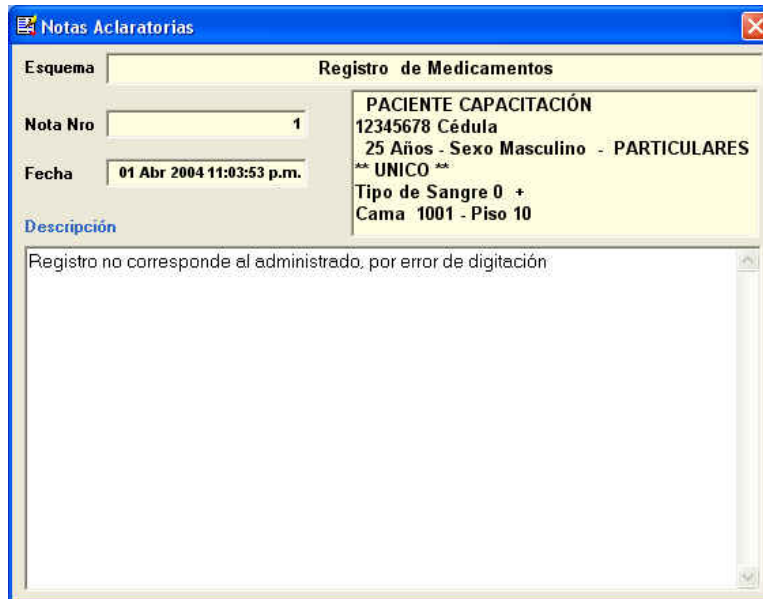 Notas Aclaratorias
Esquema Registro de Medicamentos
Nota Nro 1
Fecha 01 Abr 2004 11:03:53 p.m.
PACIENTE CAPACITACIÓN
12345678 Cédula
25 Años - Sexo Masculino - PARTICULARES
** UNICO **
Tipo de Sangre 0 +
Cama 1001 - Piso 10
Descripción
Registro no corresponde al administrado, por error de digitación